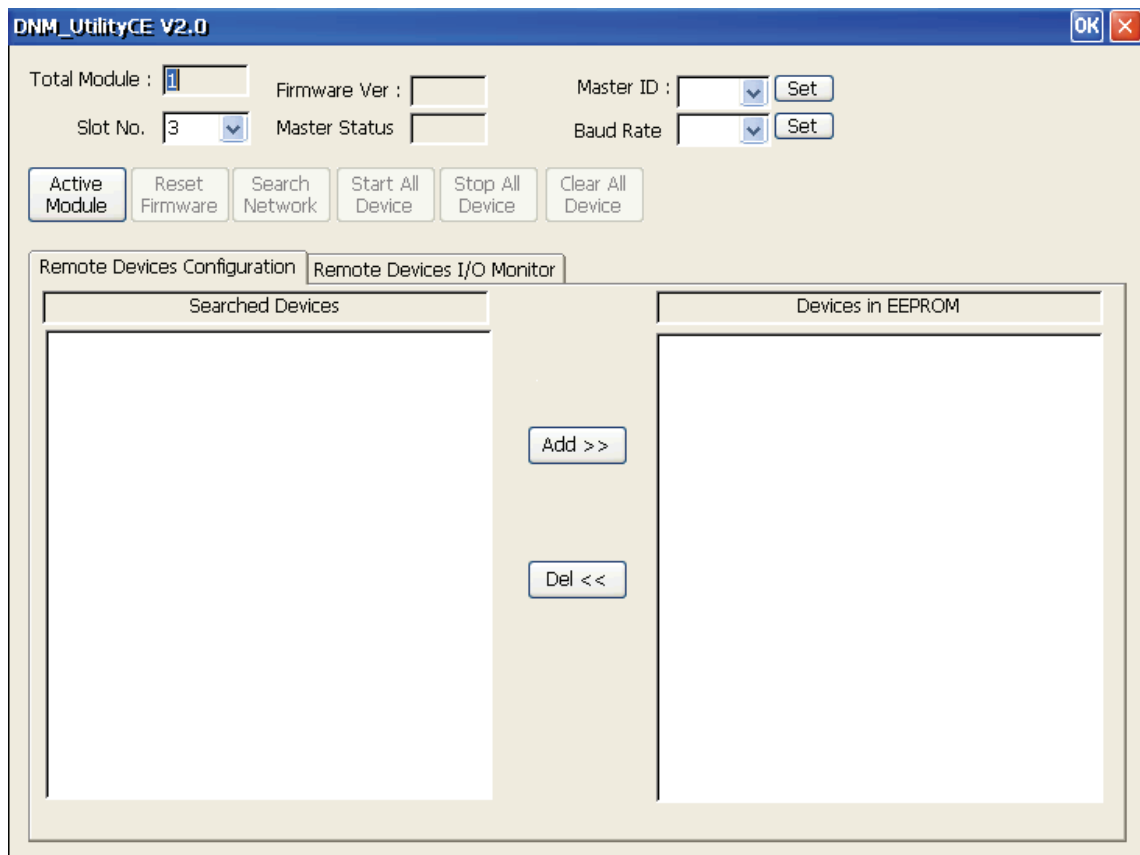 DNM_UtilityCE V2.0 OK
Total Module : 1 Firmware Ver : Master ID : Set
Slot No. 3 Master Status Baud Rate Set
Active Module Reset Firmware Search Network Start All Device Stop All Device Clear All Device
Remote Devices Configuration Remote Devices I/O Monitor
Searched Devices Devices in EEPROM
Add >>
Del <<